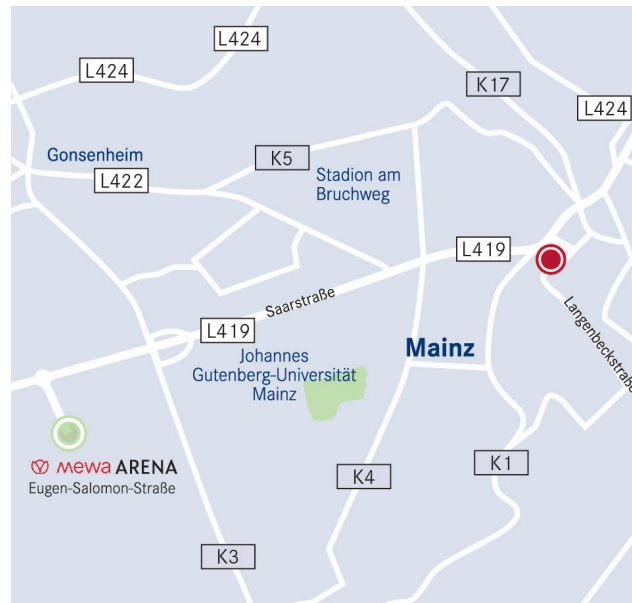 L424
L424
K17
L424
Gonsenheim
K5
L422
Stadion am
Bruchweg
L419
Saarstraße
Langenbeckstraße
L419
Johannes
Gutenberg-Universität
Mainz
Mainz
mewa ARENA
Eugen-Salomon-Straße
K4
K1
K3